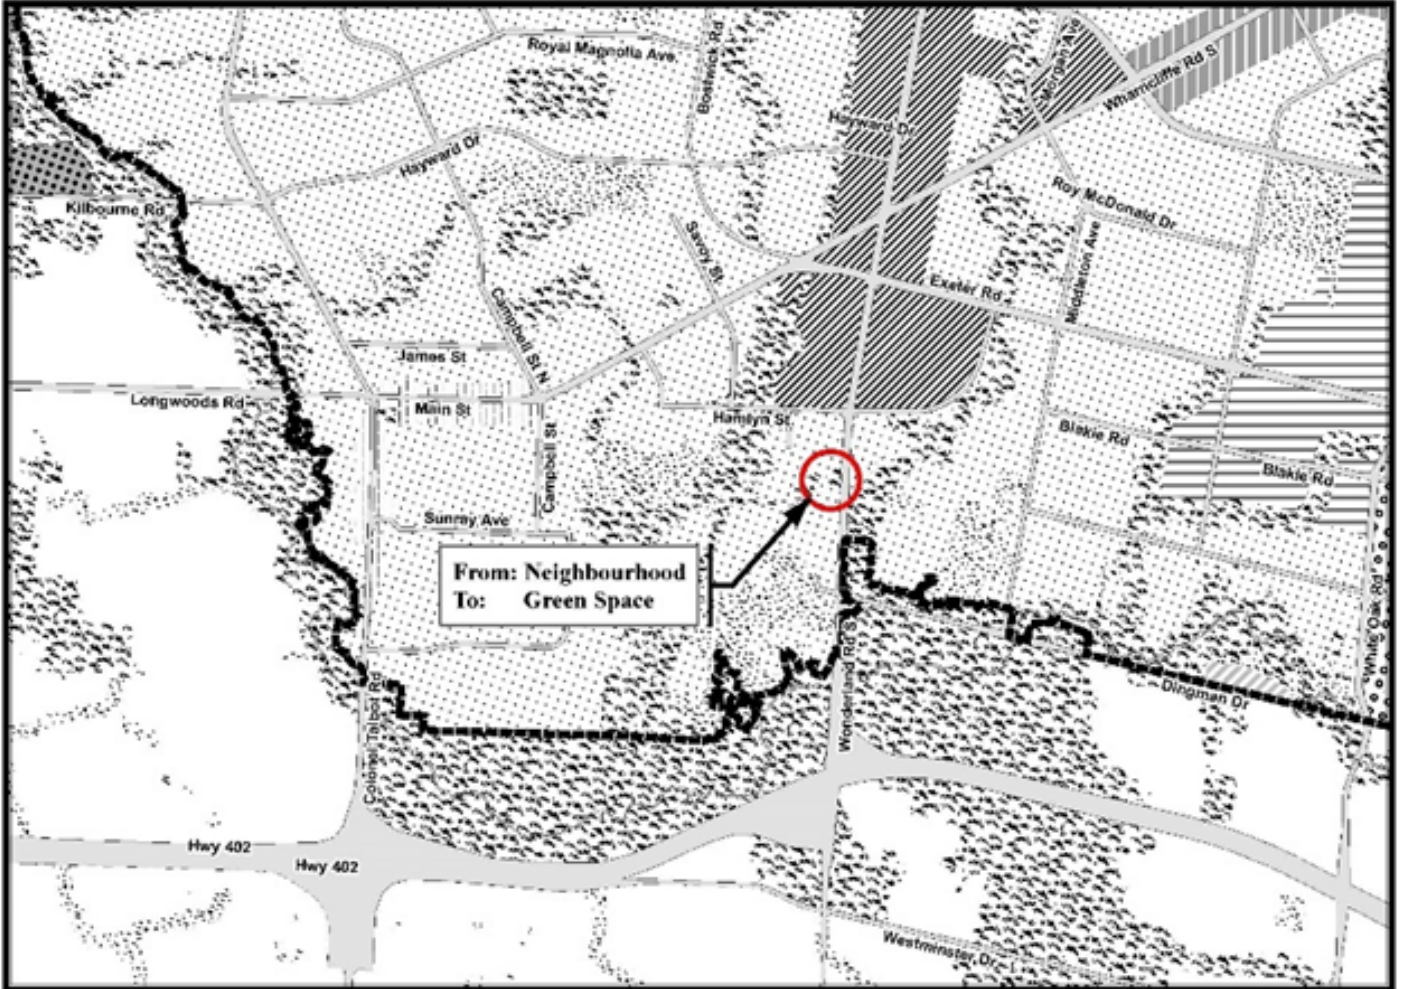 Royal Magnolia Ave
Bostwick Rd
Morgan Ave
Wharncliffe Rd S
Hayward Dr
Hayward Dr
Kilbourne Rd
Roy McDonald Dr
Savoy St
Middleton Ave
Exeter Rd
Campbell St N
James St
Longwoods Rd
Main St
Hamlyn St
Blakie Rd
Blakie Rd
Campbell St
Sunray Ave
From: Neighbourhood
To: Green Space
White Oak Rd
Wonderland Rd S
Dingman Dr
Colonel Talbot Rd
Hwy 402
Hwy 402
Westminster Dr